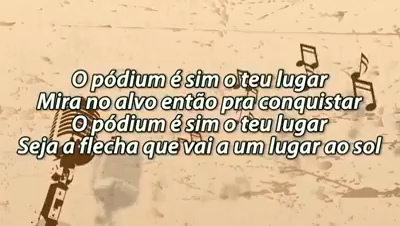 O pódium é sim o teu lugar
Mira no alvo então pra conquistar
O pódium é sim o teu lugar
Seja a flecha que vai a um lugar ao sol